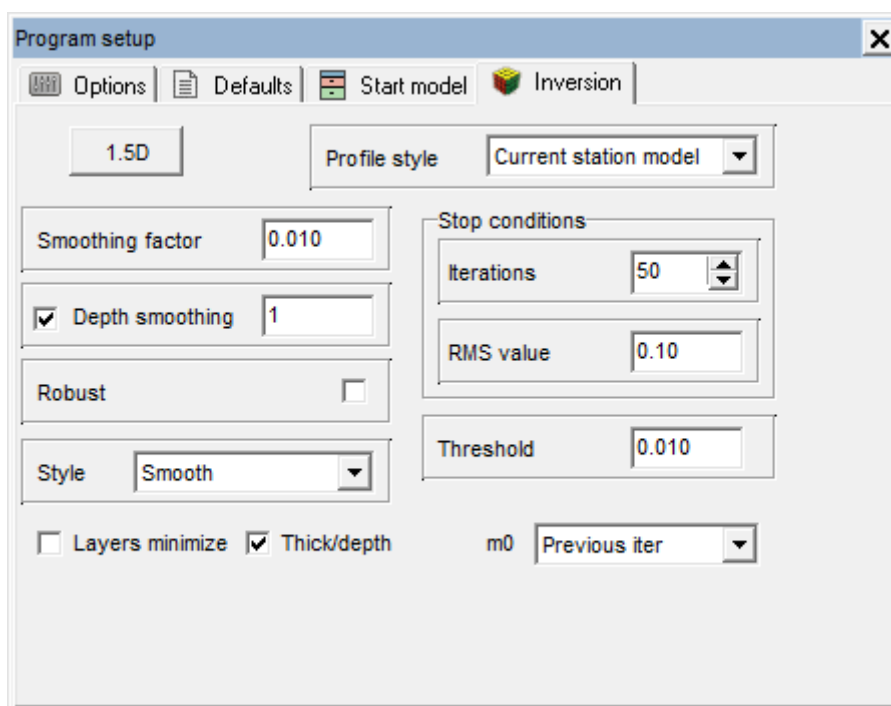 Program setup
Options Defaults Start model Inversion
1.5D
Profile style Current station model
Smoothing factor 0.010
Stop conditions
Iterations 50
Depth smoothing 1
RMS value 0.10
Robust
Threshold 0.010
Style Smooth
Layers minimize Thick/depth m0 Previous iter